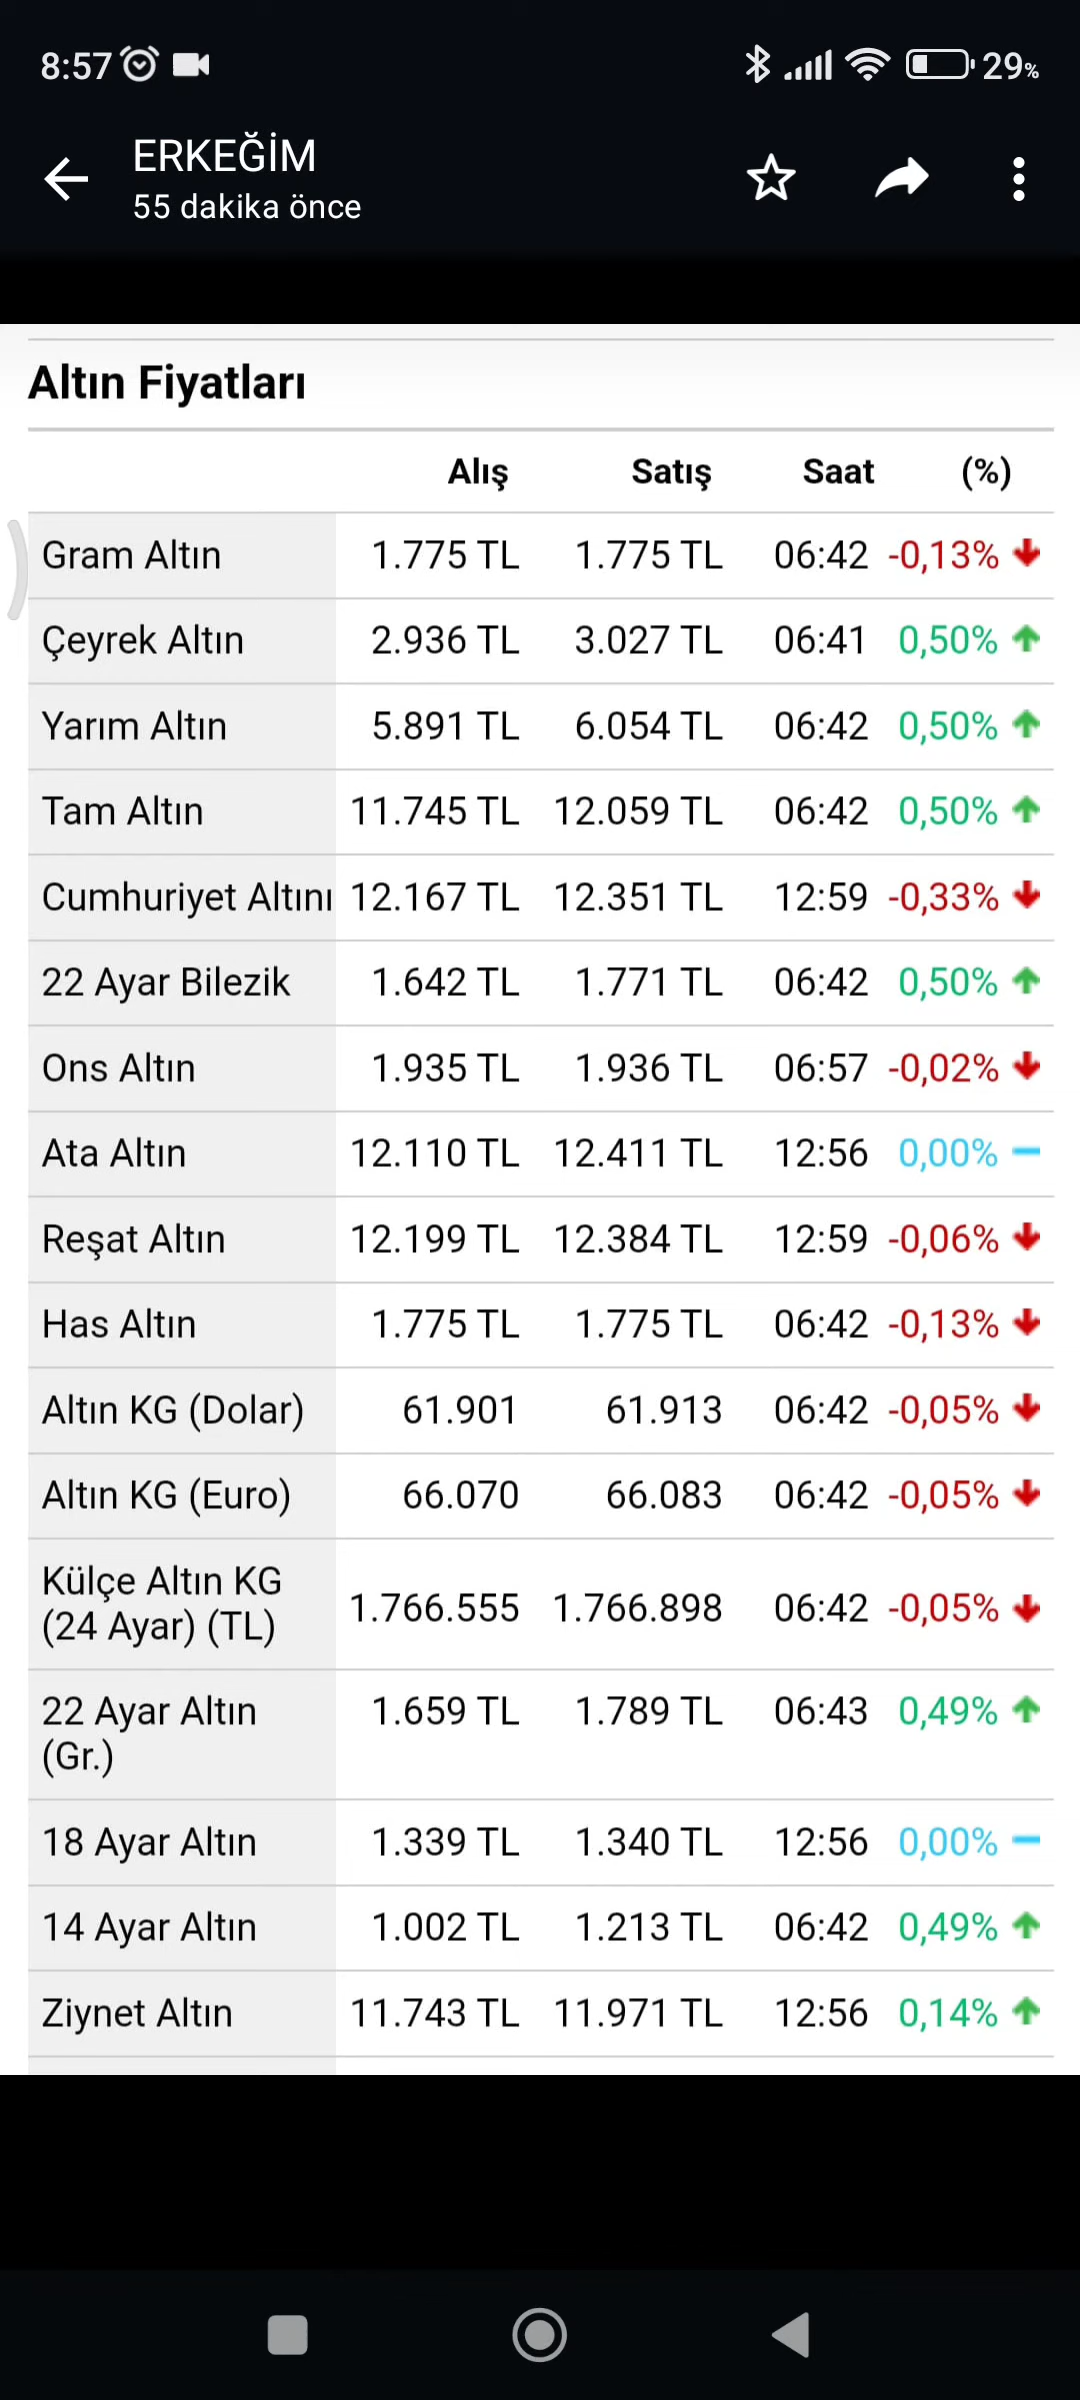 8:57 29%
ERKEĞİM
55 dakika önce
Altın Fiyatları
Alış Satış Saat (%)
Gram Altın 1.775 TL 1.775 TL 06:42 -0,13%
Çeyrek Altın 2.936 TL 3.027 TL 06:41 0,50%
Yarım Altın 5.891 TL 6.054 TL 06:42 0,50%
Tam Altın 11.745 TL 12.059 TL 06:42 0,50%
Cumhuriyet Altını 12.167 TL 12.351 TL 12:59 -0,33%
22 Ayar Bilezik 1.642 TL 1.771 TL 06:42 0,50%
Ons Altın 1.935 TL 1.936 TL 06:57 -0,02%
Ata Altın 12.110 TL 12.411 TL 12:56 0,00%
Reşat Altın 12.199 TL 12.384 TL 12:59 -0,06%
Has Altın 1.775 TL 1.775 TL 06:42 -0,13%
Altın KG (Dolar) 61.901 61.913 06:42 -0,05%
Altın KG (Euro) 66.070 66.083 06:42 -0,05%
Külçe Altın KG
(24 Ayar) (TL) 1.766.555 1.766.898 06:42 -0,05%
22 Ayar Altın 1.659 TL 1.789 TL 06:43 0,49%
(Gr.)
18 Ayar Altın 1.339 TL 1.340 TL 12:56 0,00%
14 Ayar Altın 1.002 TL 1.213 TL 06:42 0,49%
Ziynet Altın 11.743 TL 11.971 TL 12:56 0,14%